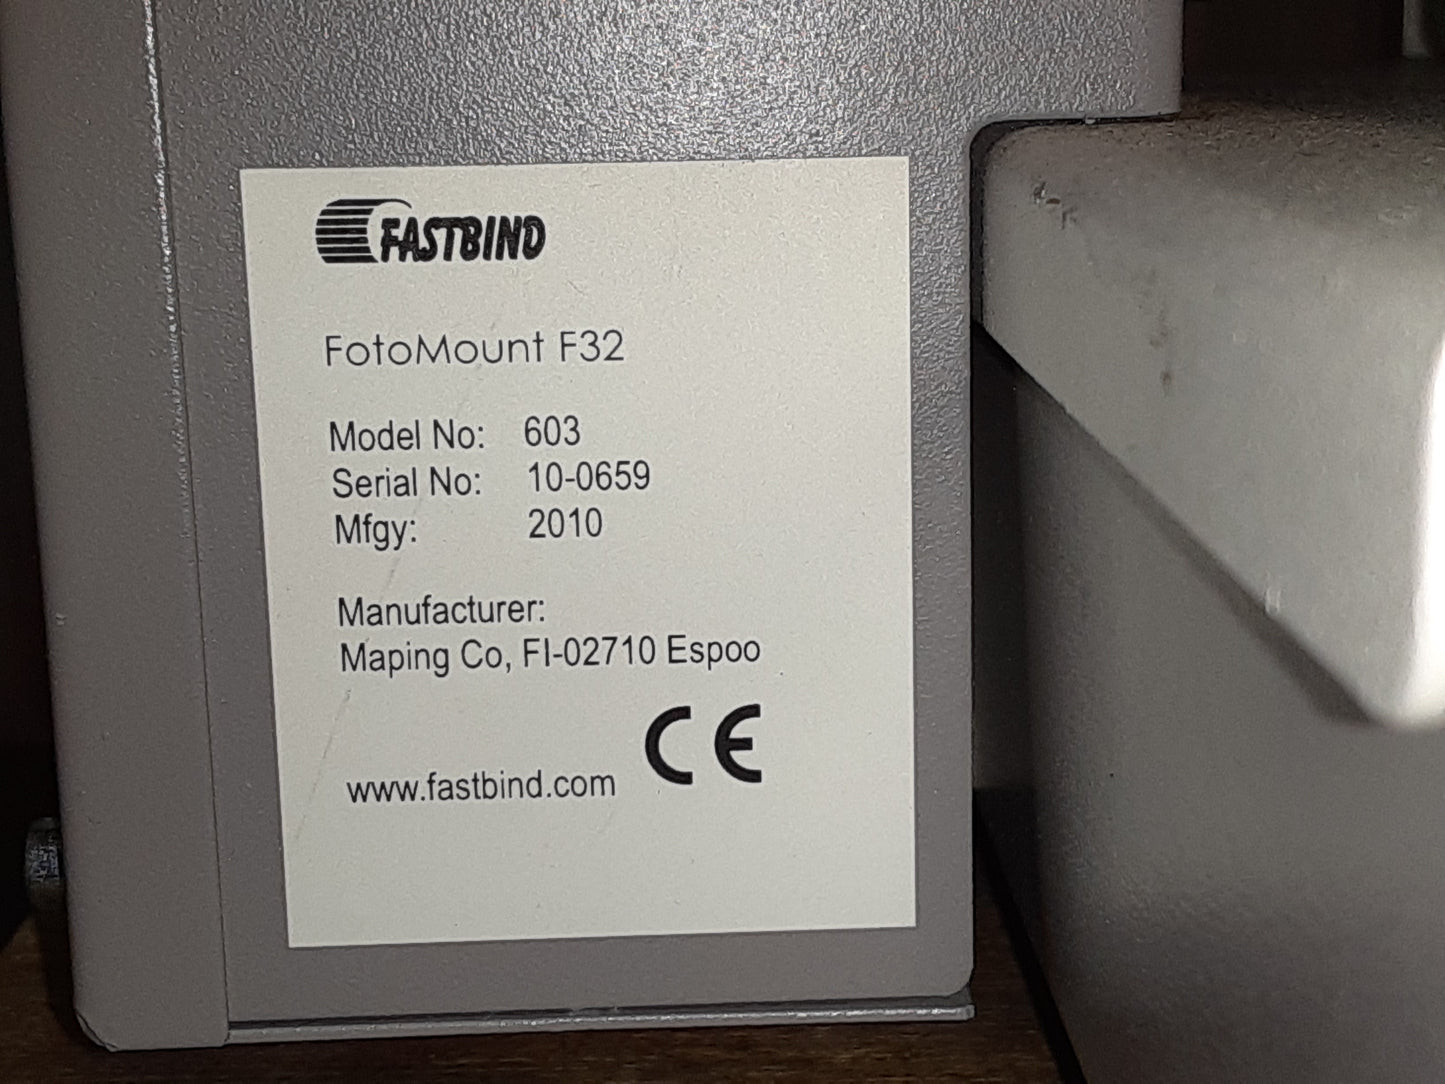 FASTBIND
FotoMount F32
Model No: 603
Serial No: 10-0659
Mfgy: 2010
Manufacturer:
Maping Co, FI-02710 Espoo
CE
www.fastbind.com